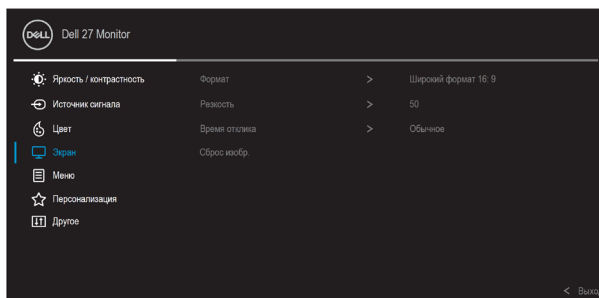 DELL Dell 27 Monitor
Яркость / контрастность Формат > Широкий формат 16: 9
Источник сигнала Резкость > 50
Цвет Время отклика > Обычное
Экран Сброс изобр.
Меню
Персонализация
Другое
< Выход